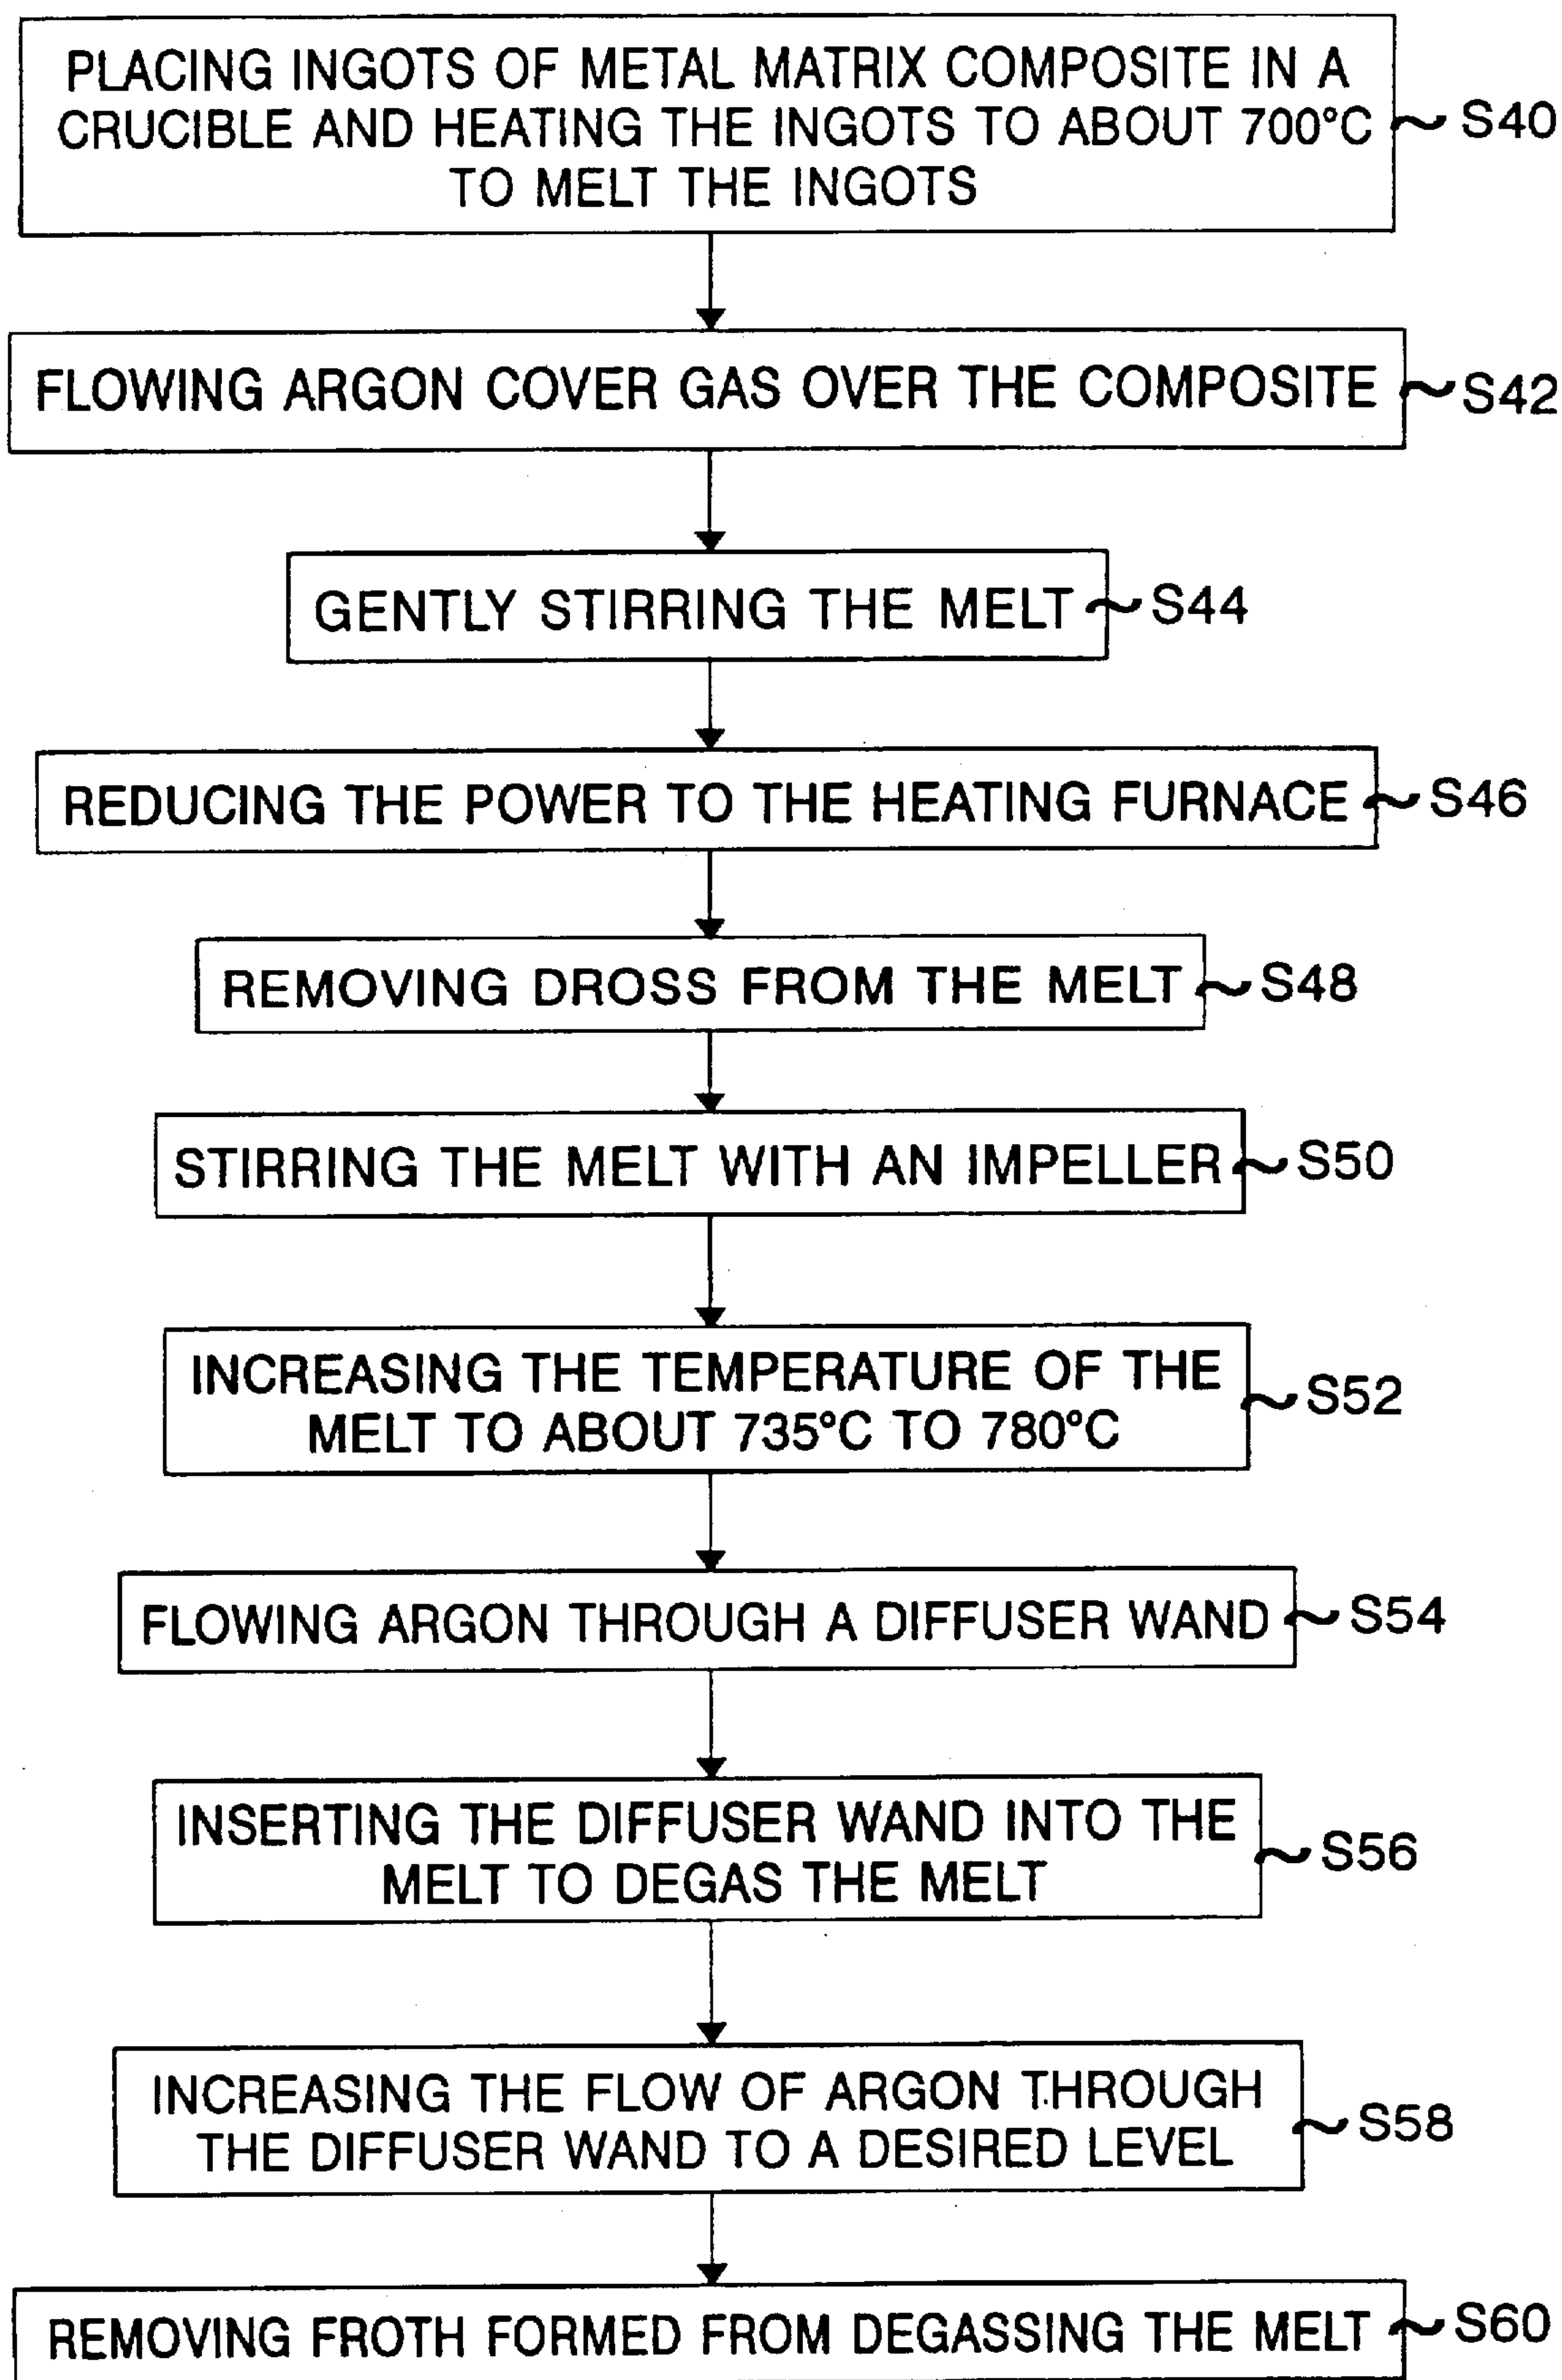 PLACING INGOTS OF METAL MATRIX COMPOSITE IN A
CRUCIBLE AND HEATING THE INGOTS TO ABOUT 700°C
TO MELT THE INGOTS
S40
FLOWING ARGON COVER GAS OVER THE COMPOSITE
S42
GENTLY STIRRING THE MELT
S44
REDUCING THE POWER TO THE HEATING FURNACE
S46
REMOVING DROSS FROM THE MELT
S48
STIRRING THE MELT WITH AN IMPELLER
S50
INCREASING THE TEMPERATURE OF THE
MELT TO ABOUT 735°C TO 780°C
S52
FLOWING ARGON THROUGH A DIFFUSER WAND
S54
INSERTING THE DIFFUSER WAND INTO THE
MELT TO DEGAS THE MELT
S56
INCREASING THE FLOW OF ARGON THROUGH
THE DIFFUSER WAND TO A DESIRED LEVEL
S58
REMOVING FROTH FORMED FROM DEGASSING THE MELT
S60